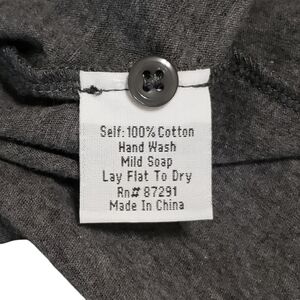 Self: 100% Cotton
Hand Wash
Mild Soap
Lay Flat To Dry
Rn# 87291
Made In China